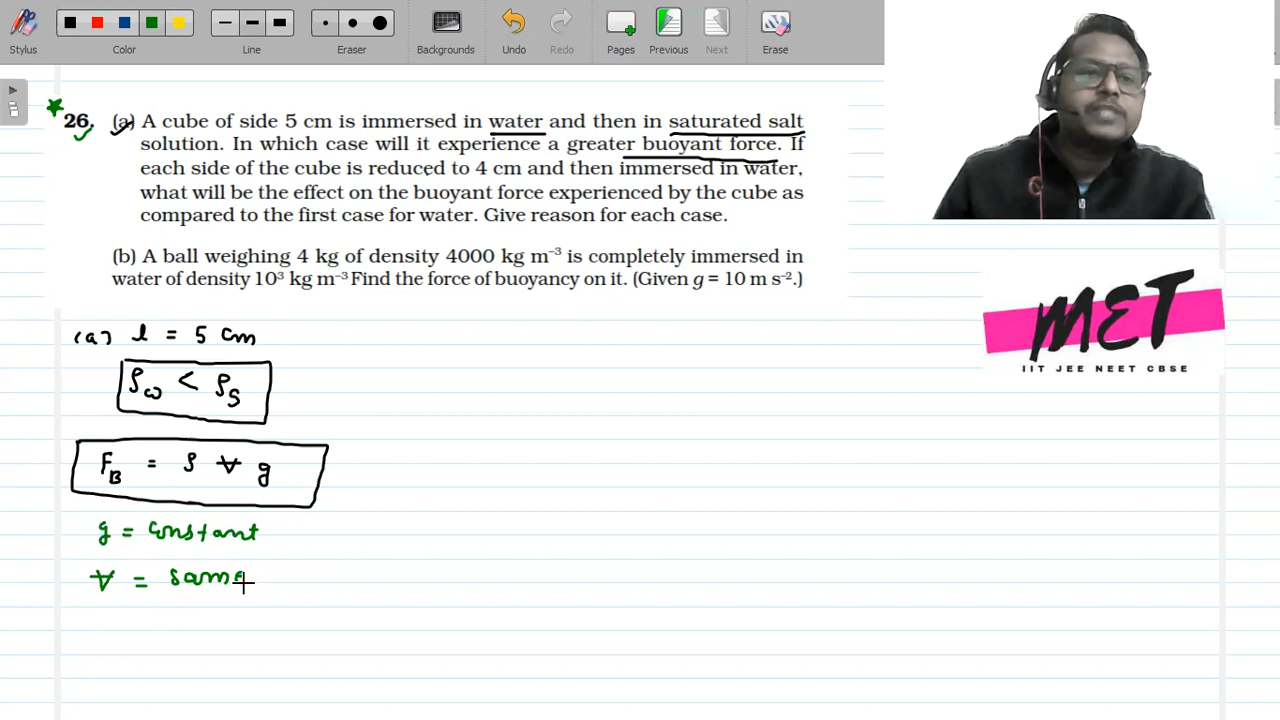 Stylus
Color
Line
Eraser
Backgrounds
Undo
Redo
Pages
Previous
Next
Erase
26. (a) A cube of side 5 cm is immersed in water and then in saturated salt
solution. In which case will it experience a greater buoyant force. If
each side of the cube is reduced to 4 cm and then immersed in water,
what will be the effect on the buoyant force experienced by the cube as
compared to the first case for water. Give reason for each case.
(b) A ball weighing 4 kg of density 4000 kg m⁻³ is completely immersed in
water of density 10³ kg m⁻³ Find the force of buoyancy on it. (Given g = 10 m s⁻².)
MET
IIT JEE NEET CBSE
(a) l = 5 cm
ρω < ρs
F_B = ρ V g
g = constant
V = same